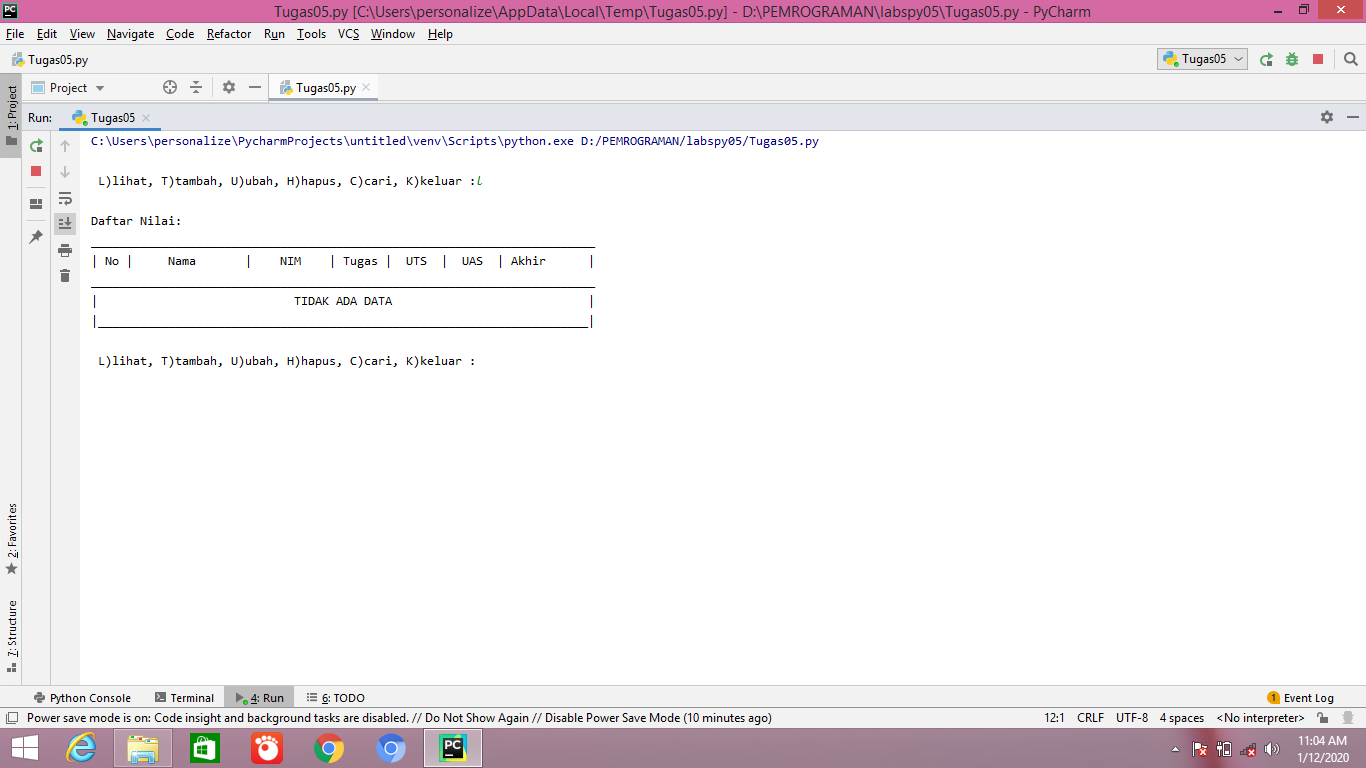 Tugas05.py [C:\Users\personalize\AppData\Local\Temp\Tugas05.py] - D:\PEMROGRAMAN\labspy05\Tugas05.py - PyCharm
File Edit View Navigate Code Refactor Run Tools VCS Window Help
Tugas05.py
Tugas05
1: Project
Project
Tugas05.py
Run: Tugas05
C:\Users\personalize\PycharmProjects\untitled\venv\Scripts\python.exe D:/PEMROGRAMAN/labspy05/Tugas05.py
L)lihat, T)tambah, U)ubah, H)hapus, C)cari, K)keluar :l
Daftar Nilai:
| No | Nama | NIM | Tugas | UTS | UAS | Akhir |
| TIDAK ADA DATA |
L)lihat, T)tambah, U)ubah, H)hapus, C)cari, K)keluar :
2: Favorites
7: Structure
Python Console Terminal 4: Run 6: TODO 1 Event Log
Power save mode is on: Code insight and background tasks are disabled. // Do Not Show Again // Disable Power Save Mode (10 minutes ago) 12:1 CRLF UTF-8 4 spaces <No interpreter>
PC
11:04 AM
1/12/2020